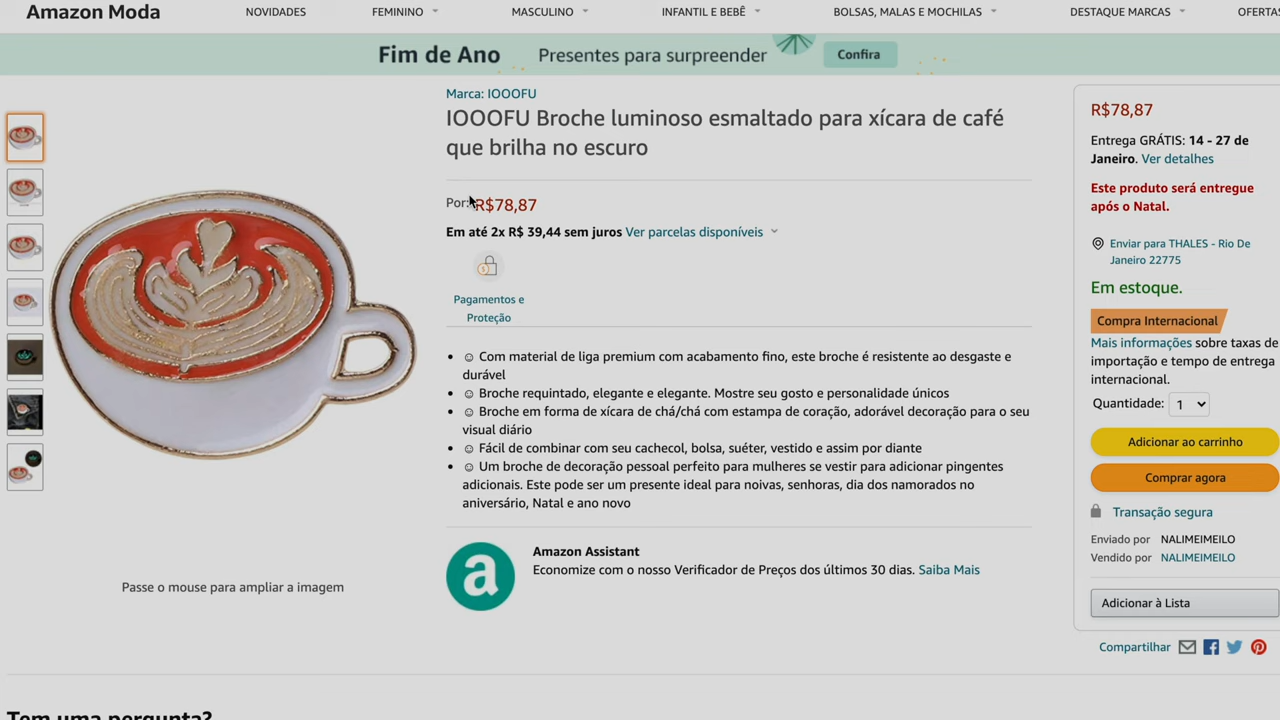 Amazon Moda
NOVIDADES
FEMININO
MASCULINO
INFANTIL E BEBÊ
BOLSAS, MALAS E MOCHILAS
DESTAQUE MARCAS
OFERTAS
Fim de Ano
Presentes para surpreender
Confira
Marca: IOOOFU
IOOOFU Broche luminoso esmaltado para xícara de café
que brilha no escuro
Por: R$78,87
Em até 2x R$ 39,44 sem juros Ver parcelas disponíveis
Pagamentos e
Proteção
• ☺ Com material de liga premium com acabamento fino, este broche é resistente ao desgaste e
durável
• ☺ Broche requintado, elegante e elegante. Mostre seu gosto e personalidade únicos
• ☺ Broche em forma de xícara de chá/chá com estampa de coração, adorável decoração para o seu
visual diário
• ☺ Fácil de combinar com seu cachecol, bolsa, suéter, vestido e assim por diante
• ☺ Um broche de decoração pessoal perfeito para mulheres se vestir para adicionar pingentes
adicionais. Este pode ser um presente ideal para noivas, senhoras, dia dos namorados no
aniversário, Natal e ano novo
a
Amazon Assistant
Economize com o nosso Verificador de Preços dos últimos 30 dias. Saiba Mais
Passe o mouse para ampliar a imagem
R$78,87
Entrega GRÁTIS: 14 - 27 de
Janeiro. Ver detalhes
Este produto será entregue
após o Natal.
Enviar para THALES - Rio De
Janeiro 22775
Em estoque.
Compra Internacional
Mais informações sobre taxas de
importação e tempo de entrega
internacional.
Quantidade: 1
Adicionar ao carrinho
Comprar agora
Transação segura
Enviado por NALIMEIMEILO
Vendido por NALIMEIMEILO
Adicionar à Lista
Compartilhar
Tem uma pergunta?